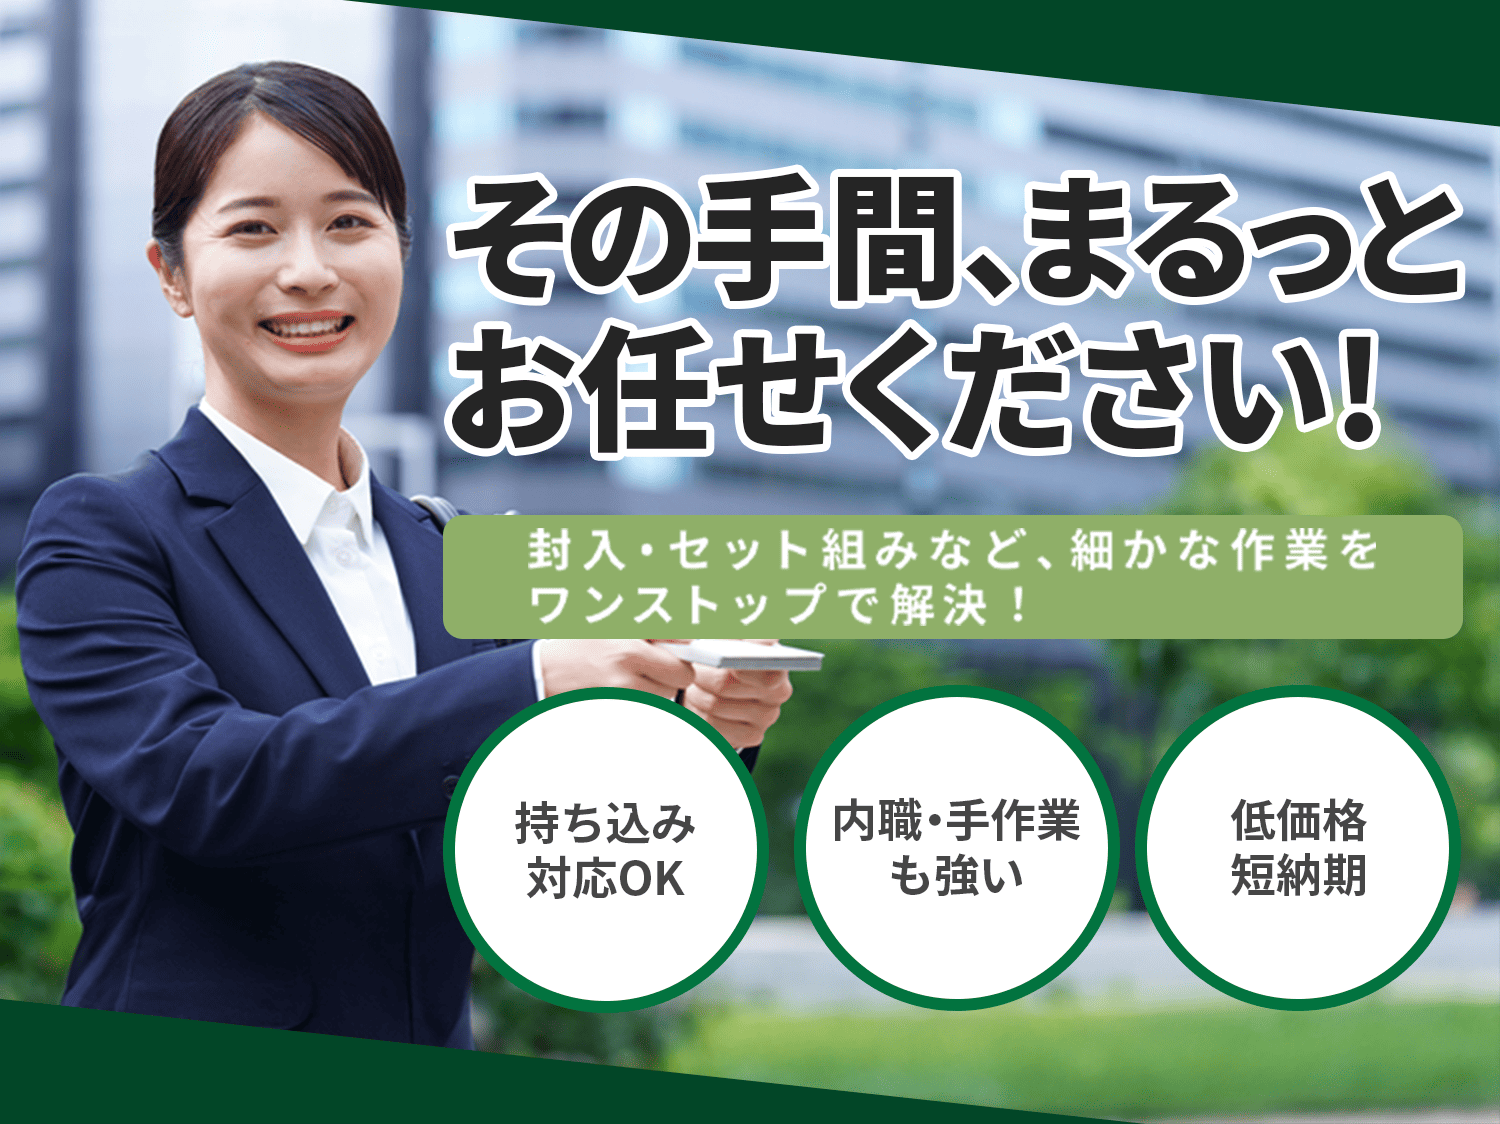 その手間、まるっと
お任せください!
封入・セット組みなど、細かな作業を
ワンストップで解決！
持ち込み
対応OK
内職・手作業
も強い
低価格
短納期